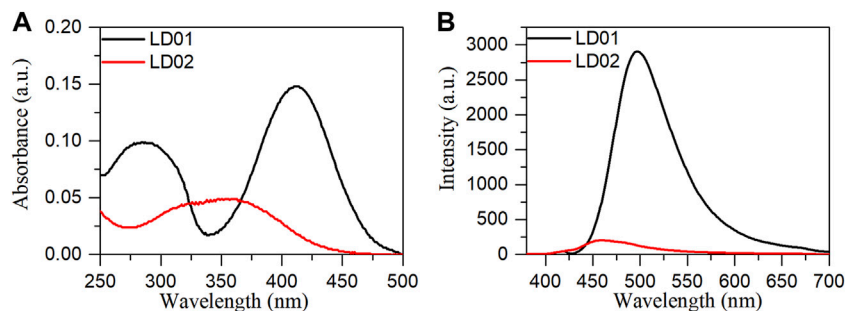 A
B
0.20
0.15
0.10
0.05
0.00
Absorbance (a.u.)
LD01
LD02
250 300 350 400 450 500
Wavelength (nm)
3000
2500
2000
1500
1000
500
0
Intensity (a.u.)
LD01
LD02
400 450 500 550 600 650 700
Wavelength (nm)